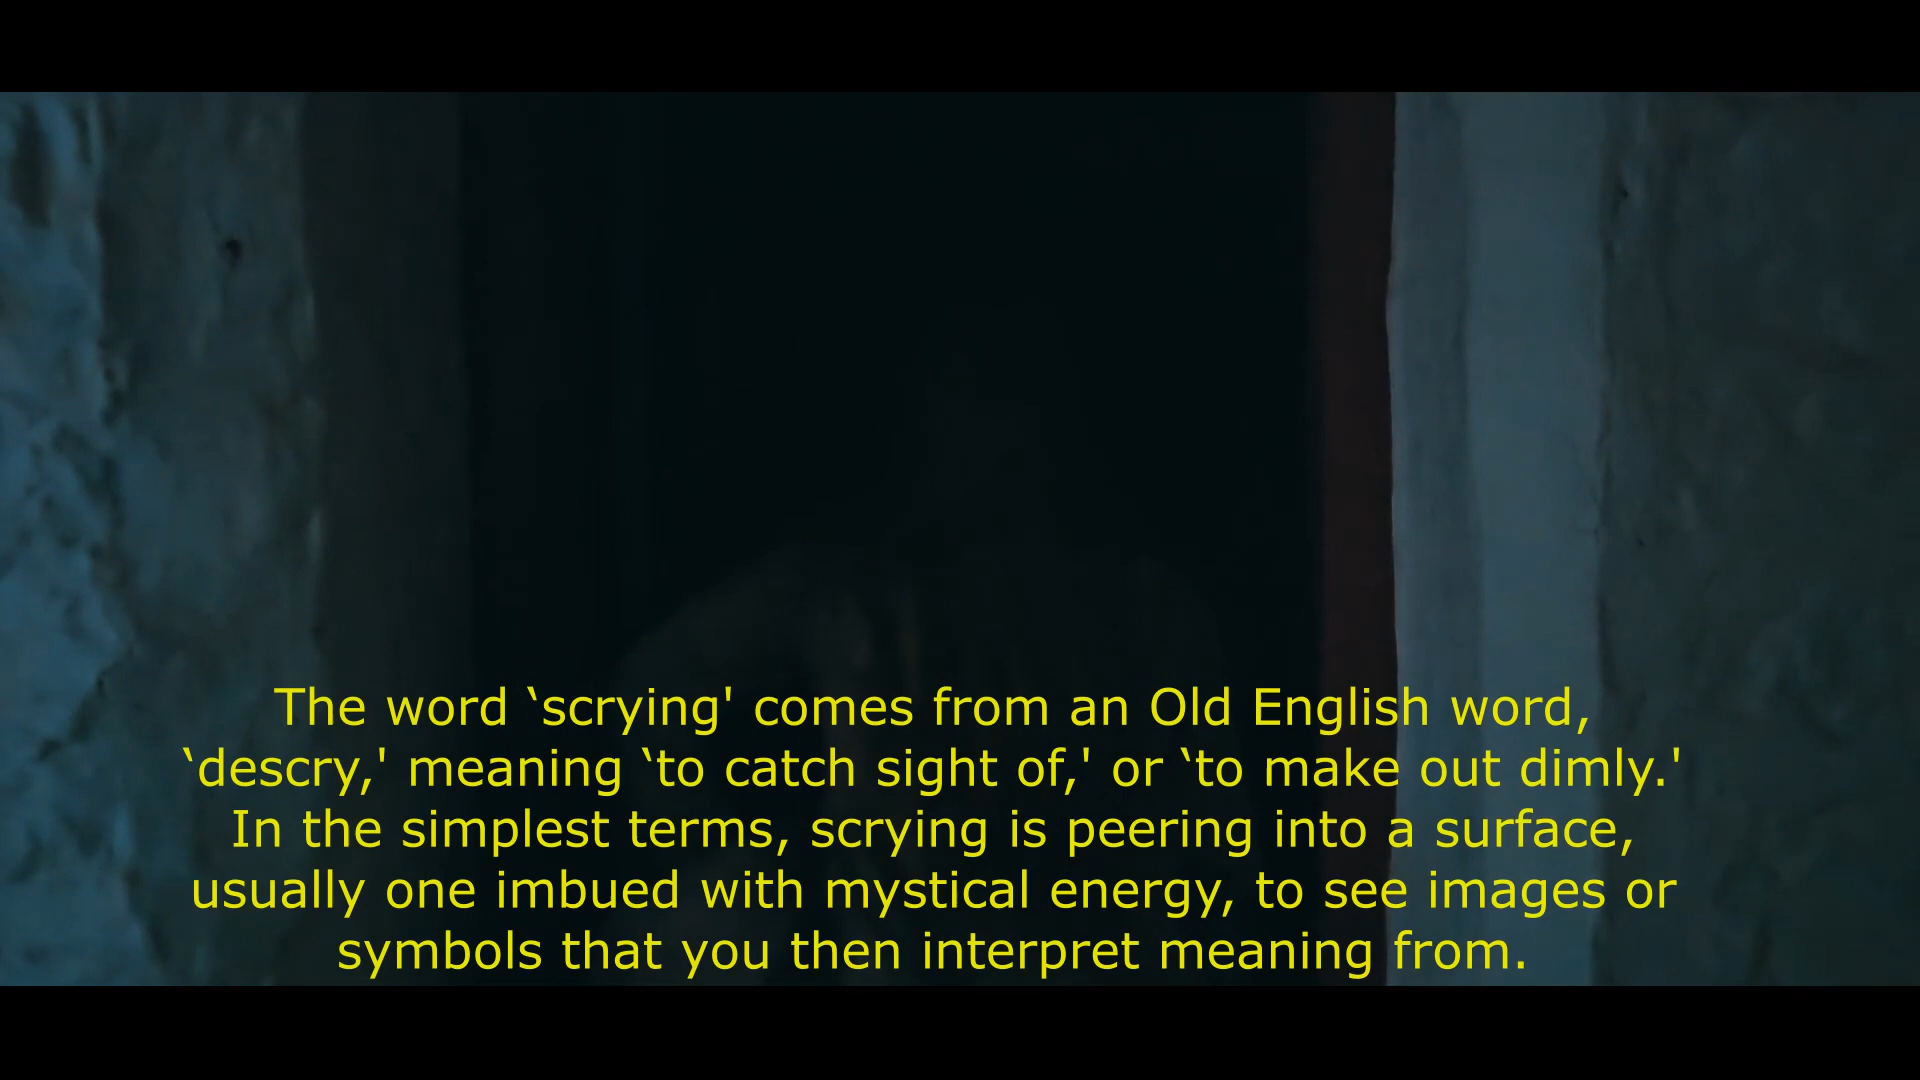 The word ‘scrying' comes from an Old English word,
‘descry,' meaning ‘to catch sight of,' or ‘to make out dimly.'
In the simplest terms, scrying is peering into a surface,
usually one imbued with mystical energy, to see images or
symbols that you then interpret meaning from.